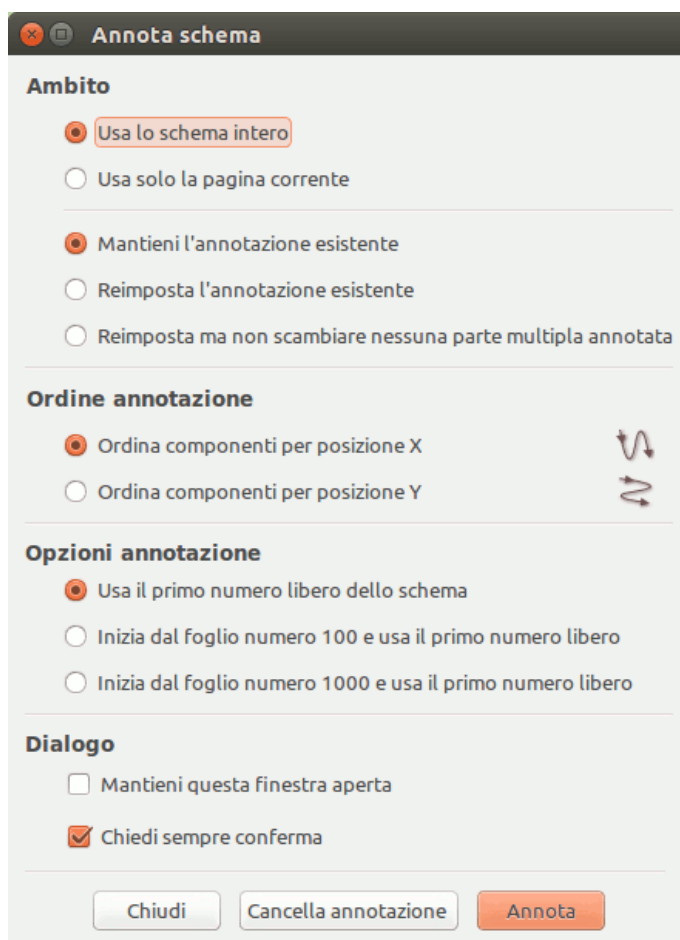 Annota schema
Ambito
Usa lo schema intero
Usa solo la pagina corrente
Mantieni l'annotazione esistente
Reimposta l'annotazione esistente
Reimposta ma non scambiare nessuna parte multipla annotata
Ordine annotazione
Ordina componenti per posizione X
Ordina componenti per posizione Y
Opzioni annotazione
Usa il primo numero libero dello schema
Inizia dal foglio numero 100 e usa il primo numero libero
Inizia dal foglio numero 1000 e usa il primo numero libero
Dialogo
Mantieni questa finestra aperta
Chiedi sempre conferma
Chiudi Cancella annotazione Annota